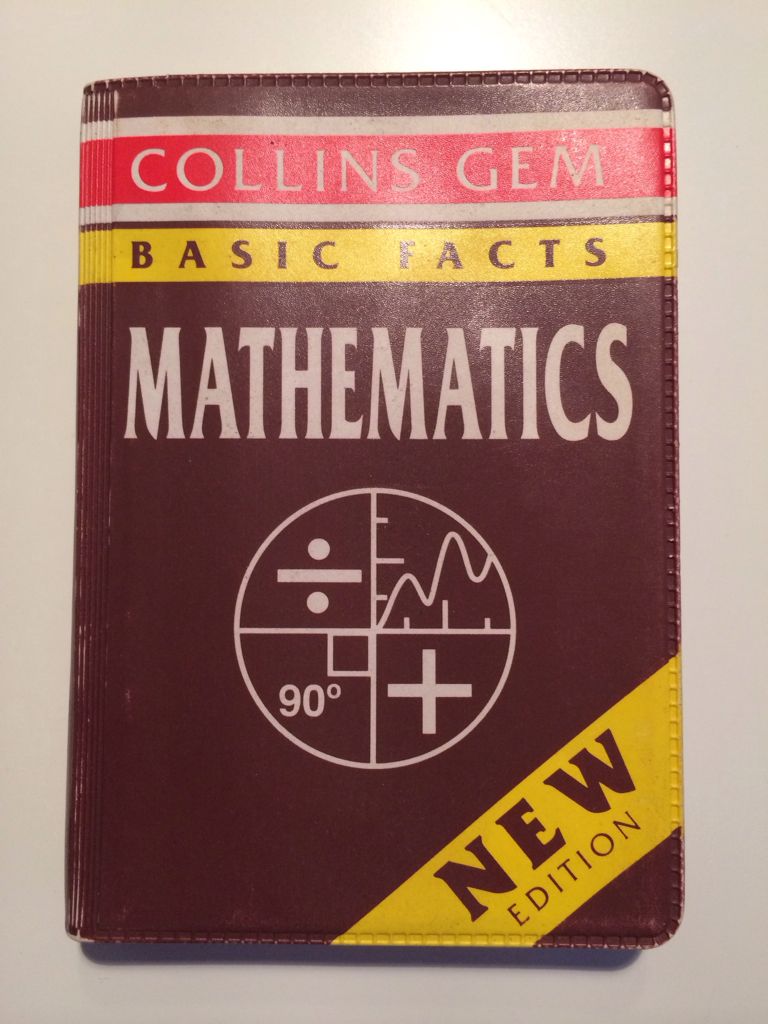 COLLINS GEM
BASIC FACTS
MATHEMATICS
÷
90°
+
NEW
EDITION